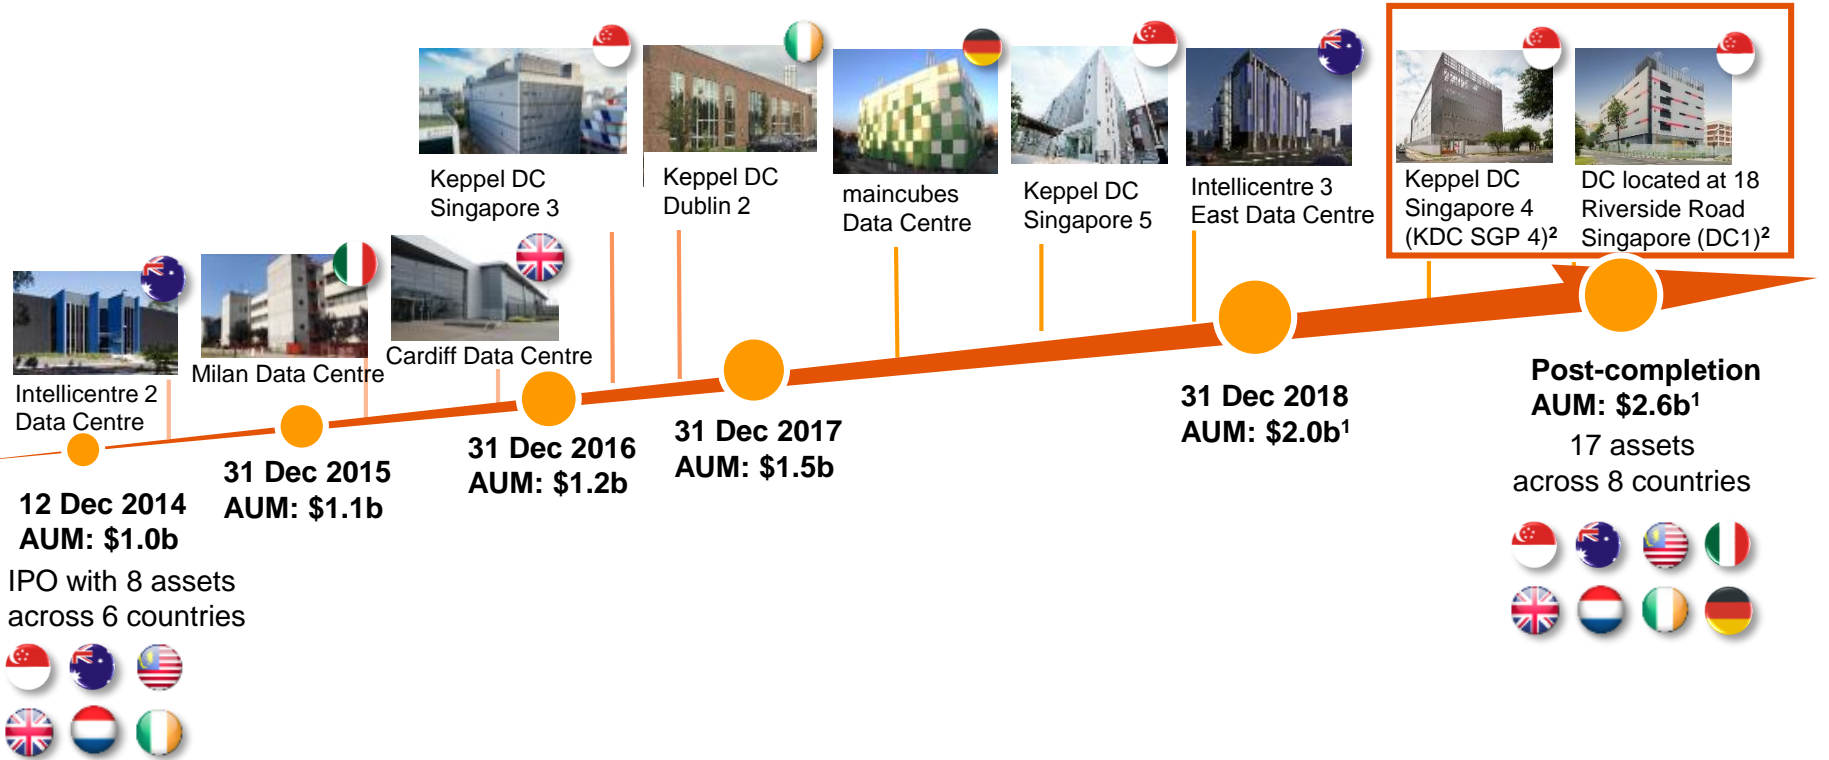 Keppel DC
Singapore 3
Keppel DC
Dublin 2
maincubes
Data Centre
Keppel DC
Singapore 5
Intellicentre 3
East Data Centre
Keppel DC
Singapore 4
(KDC SGP 4)²
DC located at 18
Riverside Road
Singapore (DC1)²
Intellicentre 2
Data Centre
Milan Data Centre
Cardiff Data Centre
12 Dec 2014
AUM: $1.0b
IPO with 8 assets
across 6 countries
31 Dec 2015
AUM: $1.1b
31 Dec 2016
AUM: $1.2b
31 Dec 2017
AUM: $1.5b
31 Dec 2018
AUM: $2.0b¹
Post-completion
AUM: $2.6b¹
17 assets
across 8 countries